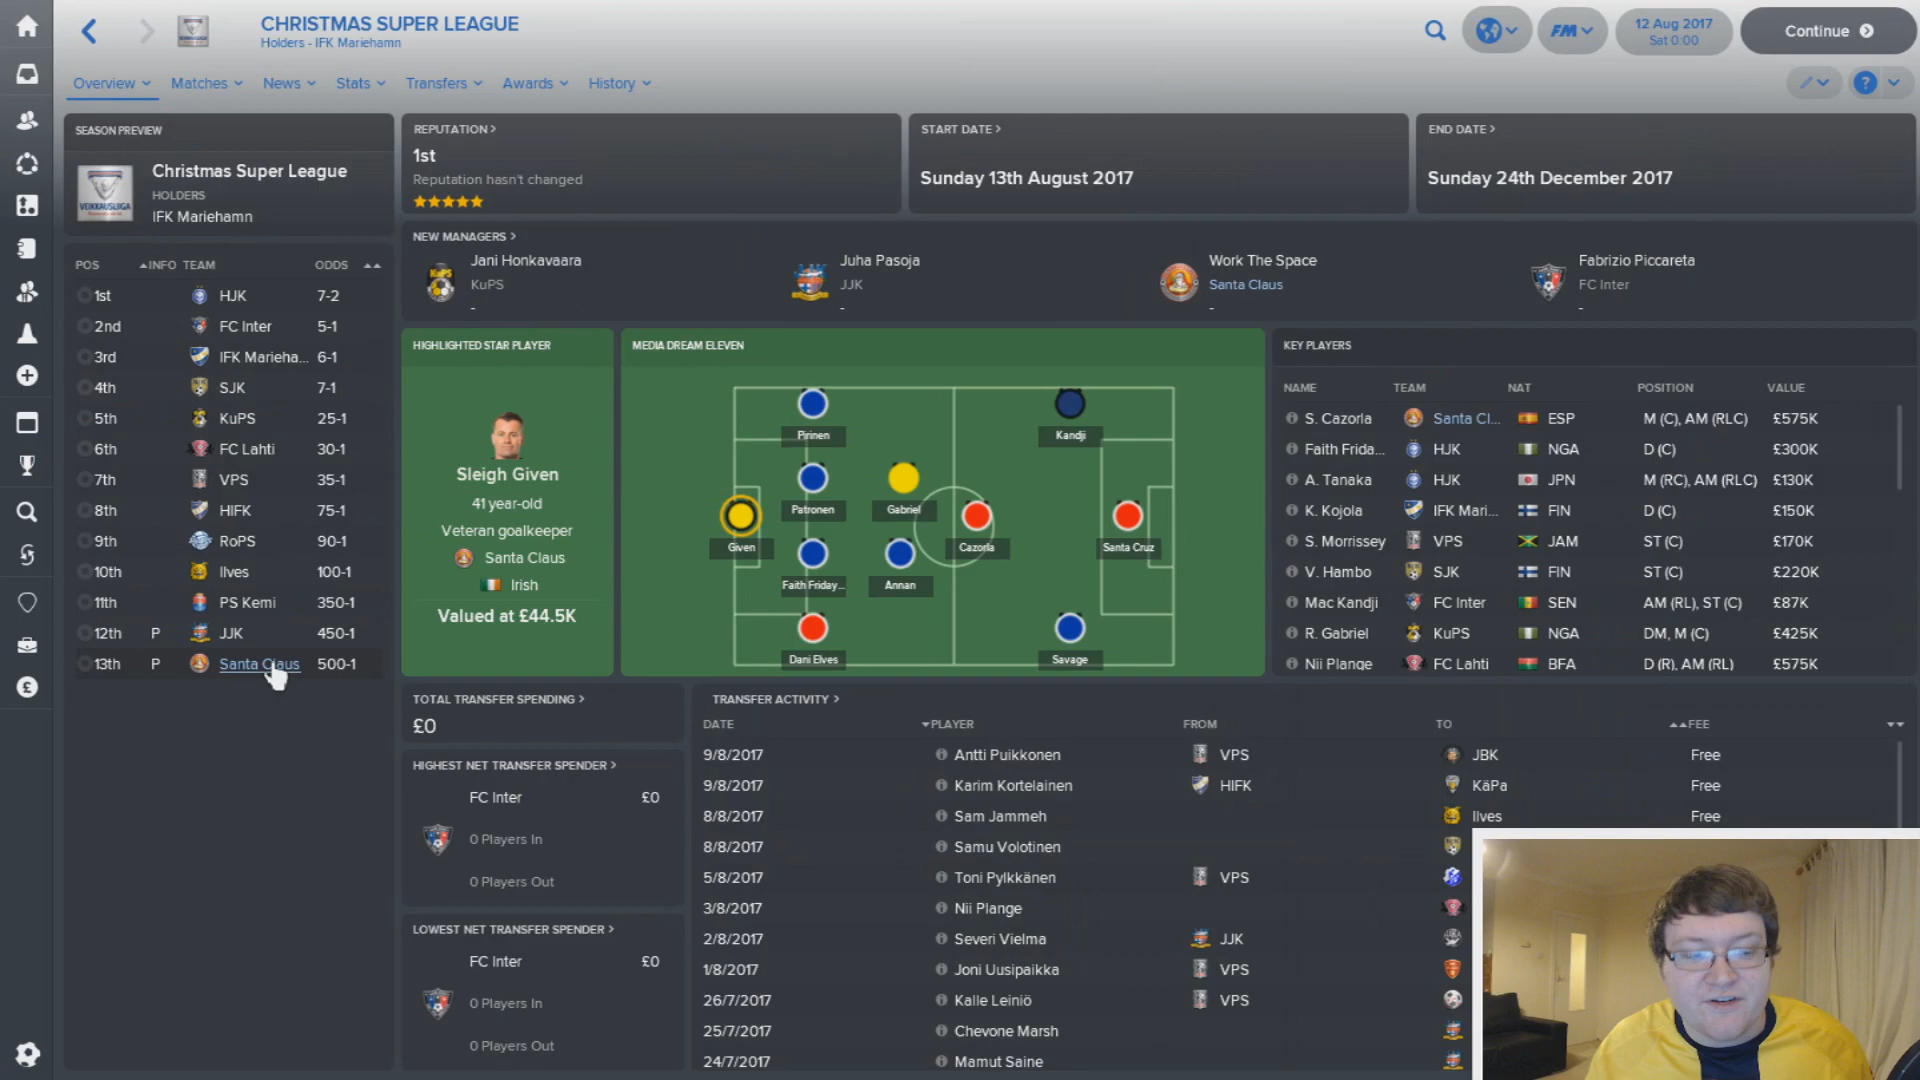 CHRISTMAS SUPER LEAGUE
Holders - IFK Mariehamn
FM
12 Aug 2017
Sat 0:00
Continue
Overview
Matches
News
Stats
Transfers
Awards
History
?
SEASON PREVIEW
Christmas Super League
HOLDERS
IFK Mariehamn
VEIKKAUSLIIGA
REPUTATION >
1st
Reputation hasn't changed
START DATE >
Sunday 13th August 2017
END DATE >
Sunday 24th December 2017
NEW MANAGERS >
Jani Honkavaara
KuPS
-
Juha Pasoja
JJK
-
Work The Space
Santa Claus
-
Fabrizio Piccareta
FC Inter
-
POS INFO TEAM ODDS
1st HJK 7-2
2nd FC Inter 5-1
3rd IFK Marieha... 6-1
4th SJK 7-1
5th KuPS 25-1
6th FC Lahti 30-1
7th VPS 35-1
8th HIFK 75-1
9th RoPS 90-1
10th Ilves 100-1
11th PS Kemi 350-1
12th P JJK 450-1
13th P Santa Claus 500-1
HIGHLIGHTED STAR PLAYER
Sleigh Given
41 year-old
Veteran goalkeeper
Santa Claus
Irish
Valued at £44.5K
MEDIA DREAM ELEVEN
Pirinen
Kandji
Patronen
Gabriel
Given
Cazorla
Santa Cruz
Faith Friday...
Annan
Dani Elves
Savage
KEY PLAYERS
NAME TEAM NAT POSITION VALUE
S. Cazorla Santa Cl... ESP M (C), AM (RLC) £575K
Faith Frida... HJK NGA D (C) £300K
A. Tanaka HJK JPN M (RC), AM (RLC) £130K
K. Kojola IFK Mari... FIN D (C) £150K
S. Morrissey VPS JAM ST (C) £170K
V. Hambo SJK FIN ST (C) £220K
Mac Kandji FC Inter SEN AM (RL), ST (C) £87K
R. Gabriel KuPS NGA DM, M (C) £425K
Nii Plange FC Lahti BFA D (R), AM (RL) £575K
TOTAL TRANSFER SPENDING >
£0
HIGHEST NET TRANSFER SPENDER >
FC Inter £0
0 Players In
0 Players Out
LOWEST NET TRANSFER SPENDER >
FC Inter £0
0 Players In
0 Players Out
TRANSFER ACTIVITY >
DATE PLAYER FROM TO FEE
9/8/2017 Antti Puikkonen VPS JBK Free
9/8/2017 Karim Kortelainen HIFK KäPa Free
8/8/2017 Sam Jammeh Ilves Free
8/8/2017 Samu Volotinen
5/8/2017 Toni Pylkkänen VPS
3/8/2017 Nii Plange
2/8/2017 Severi Vielma JJK
1/8/2017 Joni Uusipaikka VPS
26/7/2017 Kalle Leiniö VPS
25/7/2017 Chevone Marsh
24/7/2017 Mamut Saine